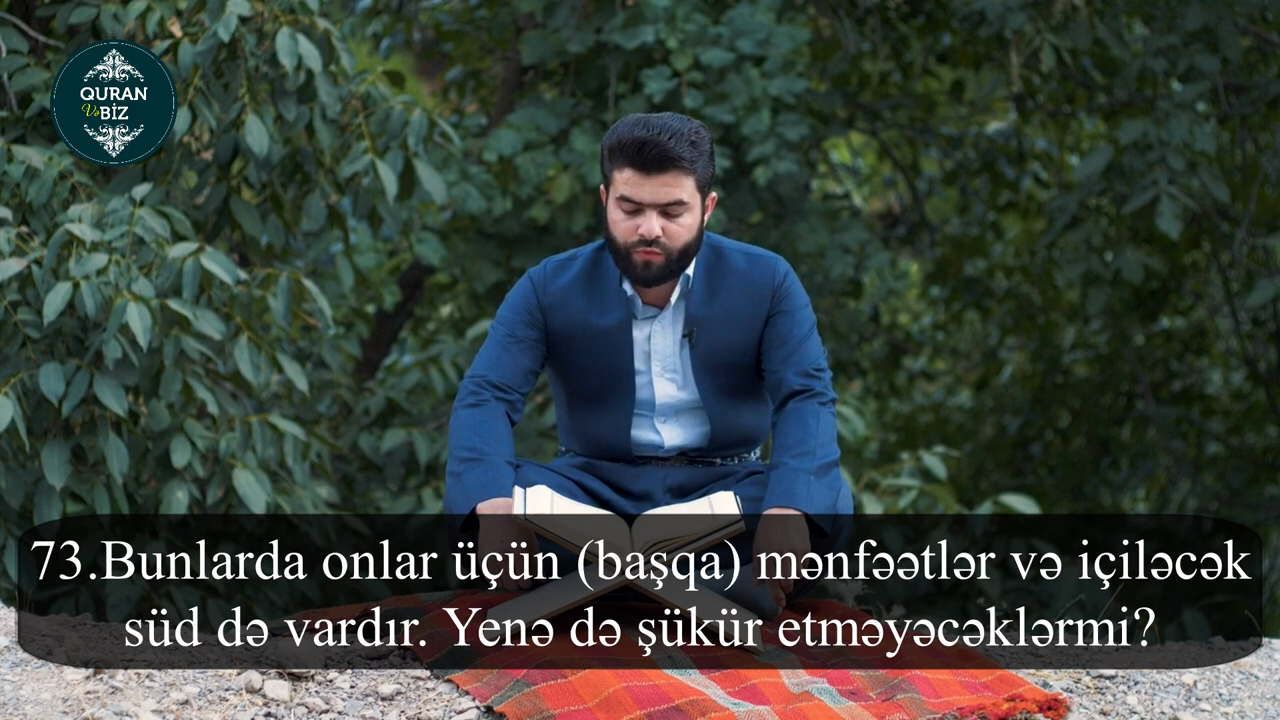 QURAN
Və BİZ
73.Bunlarda onlar üçün (başqa) mənfəətlər və içiləcək
süd də vardır. Yenə də şükür etməyəcəklərmi?